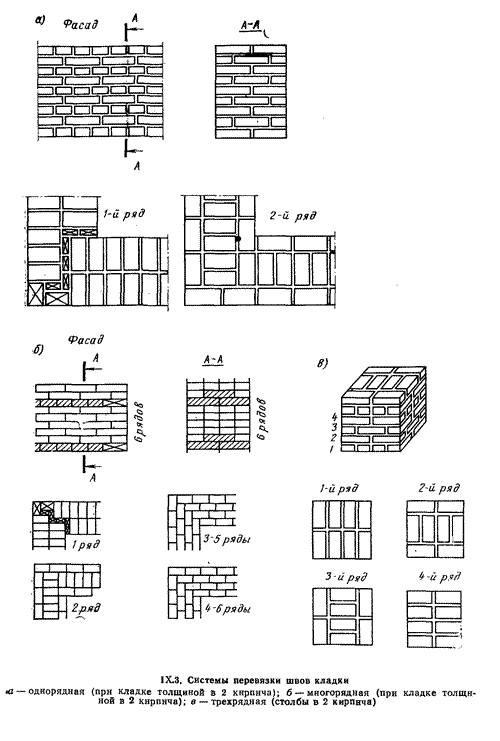 а) Фасад
А
А
А-А
1-й ряд
2-й ряд
б)
Фасад
А
А
6 рядов
А-А
6 рядов
1 ряд
3-5 ряды
2 ряд
4-6 ряды
в)
4
3
2
1
1-й ряд
2-й ряд
3-й ряд
4-й ряд
IX.3. Системы перевязки швов кладки
а — однорядная (при кладке толщиной в 2 кирпича); б — многорядная (при кладке толщи-
ной в 2 кирпича); в — трехрядная (столбы в 2 кирпича)